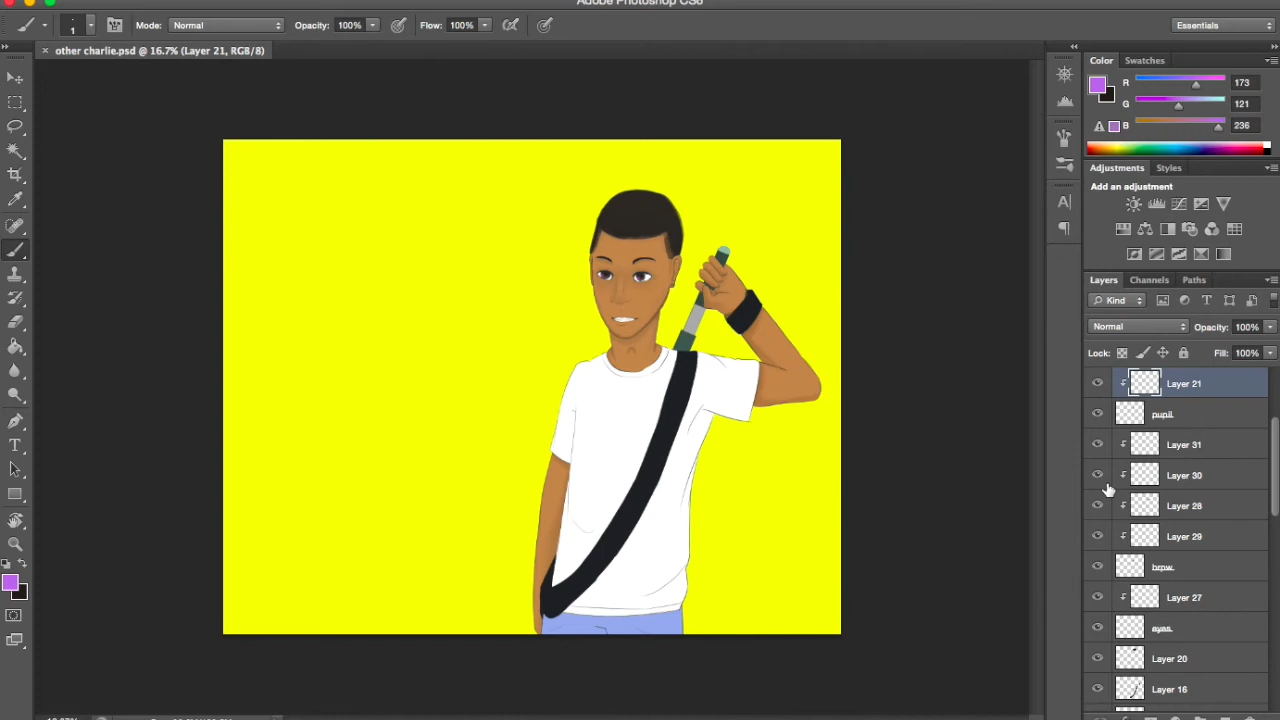 Adobe Photoshop CS6
1
Mode: Normal
Opacity: 100%
Flow: 100%
Essentials
× other charlie.psd @ 16.7% (Layer 21, RGB/8)
Color Swatches
R 173
G 121
B 236
Adjustments Styles
Add an adjustment
Layers Channels Paths
Kind
Normal Opacity: 100%
Lock: Fill: 100%
Layer 21
pupil
Layer 31
Layer 30
Layer 28
Layer 29
brow
Layer 27
eyes
Layer 20
Layer 16